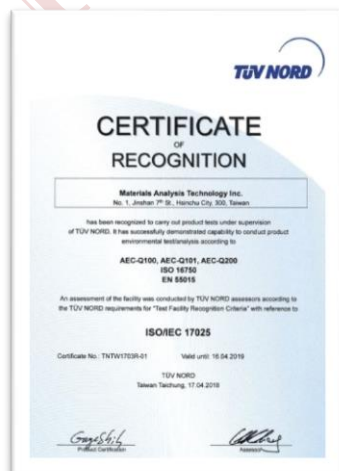 TÜV NORD
CERTIFICATE
OF
RECOGNITION
Materials Analysis Technology Inc.
No. 1, Jinshan 7th St., Hsinchu City, 300, Taiwan
has been recognized to carry out product tests under supervision
of TÜV NORD. It has successfully demonstrated capability to conduct product
environmental test/analysis according to
AEC-Q100, AEC-Q101, AEC-Q200
ISO 16750
EN 55015
An assessment of the facility was conducted by TÜV NORD assessors according to
the TÜV NORD requirements for "Test Facility Recognition Criteria" with reference to
ISO/IEC 17025
Certificate No.: TNTW1703R-01 Valid until: 16.04.2019
TÜV NORD
Taiwan Taichung, 17.04.2018
Product Certification Assessor